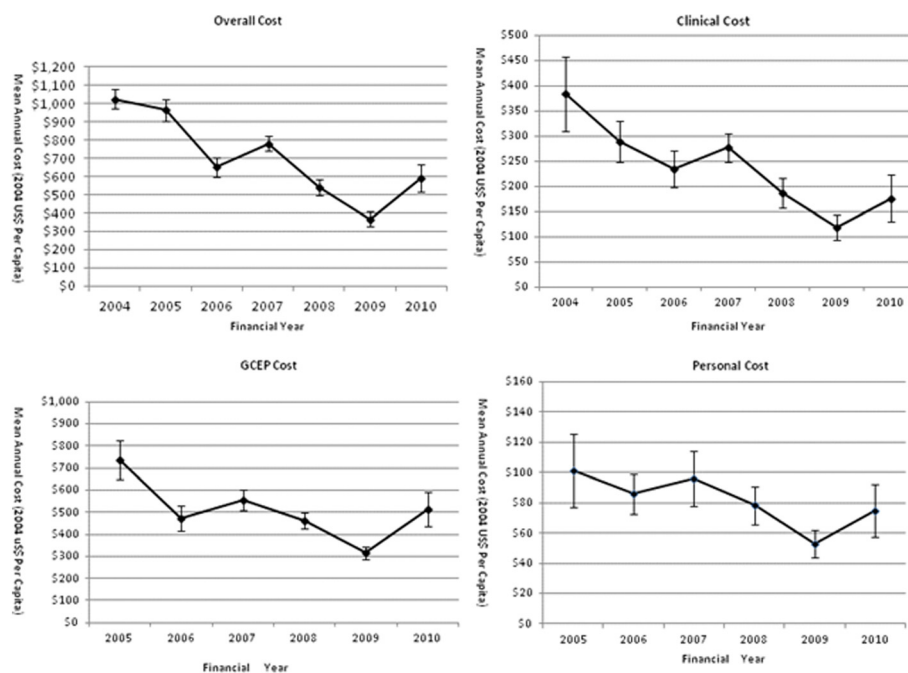 Overall Cost
Mean Annual Cost (2004 US$ Per Capita)
$1,200
$1,100
$1,000
$900
$800
$700
$600
$500
$400
$300
$200
$100
$0
2004 2005 2006 2007 2008 2009 2010
Financial Year
Clinical Cost
Mean Annual Cost (2004 US$ Per Capita)
$500
$450
$400
$350
$300
$250
$200
$150
$100
$50
$0
2004 2005 2006 2007 2008 2009 2010
Financial Year
GCEP Cost
Mean Annual Cost (2004 uS$ Per Capita)
$1,000
$900
$800
$700
$600
$500
$400
$300
$200
$100
$0
2005 2006 2007 2008 2009 2010
Financial Year
Personal Cost
Mean Annual Cost (2004 US$ Per Capita)
$160
$140
$120
$100
$80
$60
$40
$20
$0
2005 2006 2007 2008 2009 2010
Financial Year